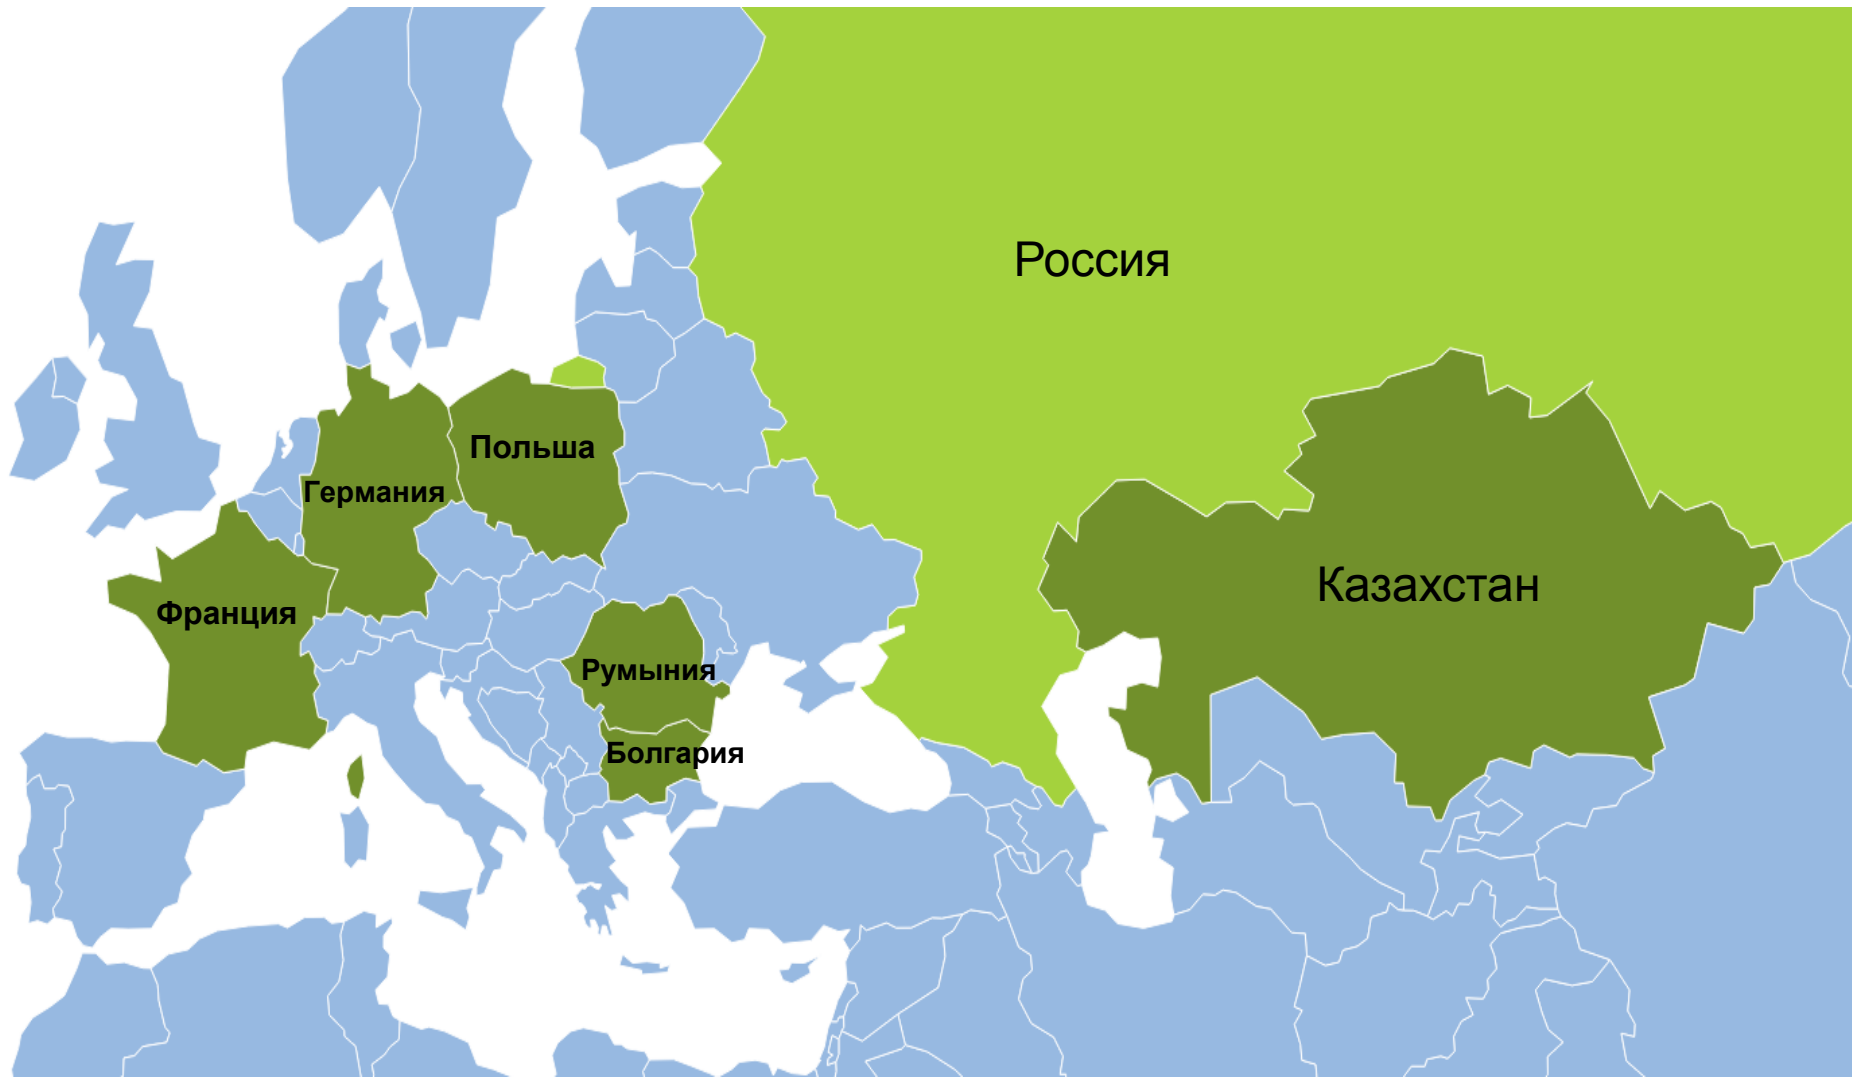 Россия
Польша
Германия
Казахстан
Франция
Румыния
Болгария